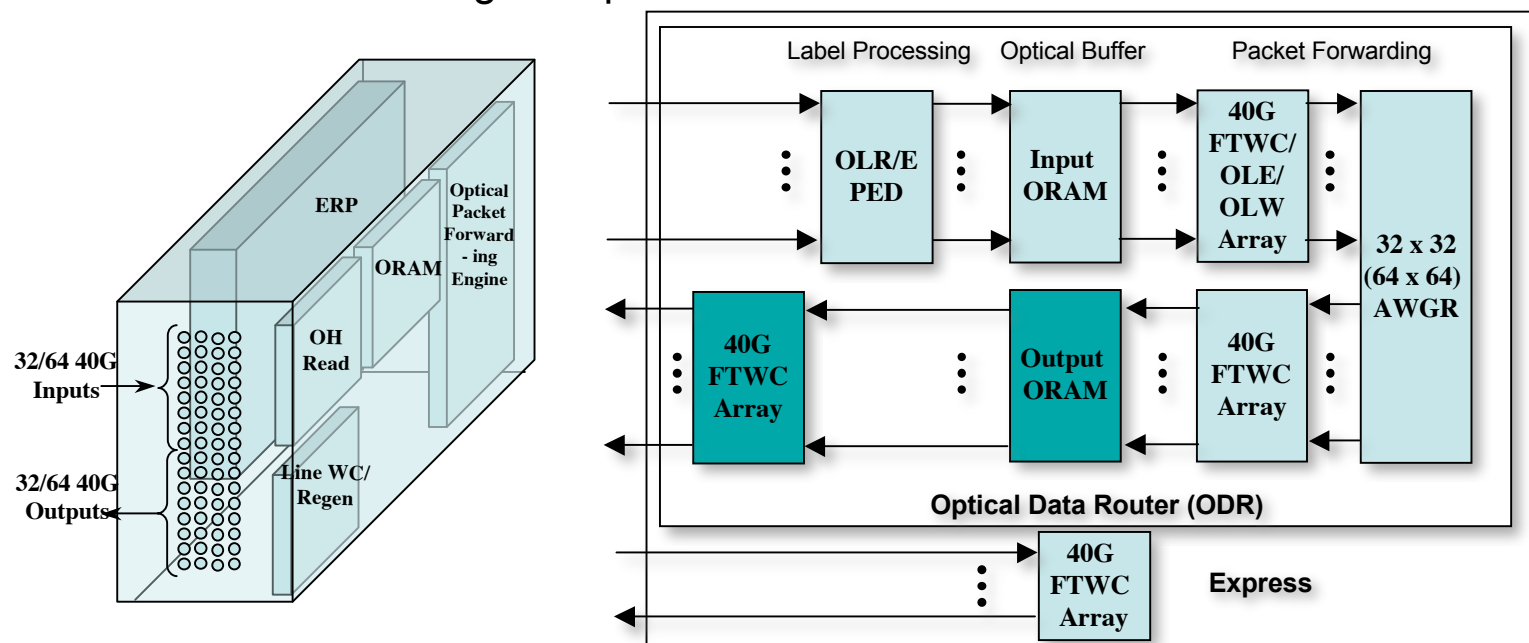 Label Processing
Optical Buffer
Packet Forwarding
ERP
Optical
Packet
Forward
- ing
Engine
ORAM
OH
Read
Line WC/
Regen
32/64 40G
Inputs
32/64 40G
Outputs
OLR/E
PED
Input
ORAM
40G
FTWC/
OLE/
OLW
Array
32 x 32
(64 x 64)
AWGR
40G
FTWC
Array
Output
ORAM
40G
FTWC
Array
Optical Data Router (ODR)
40G
FTWC
Array
Express